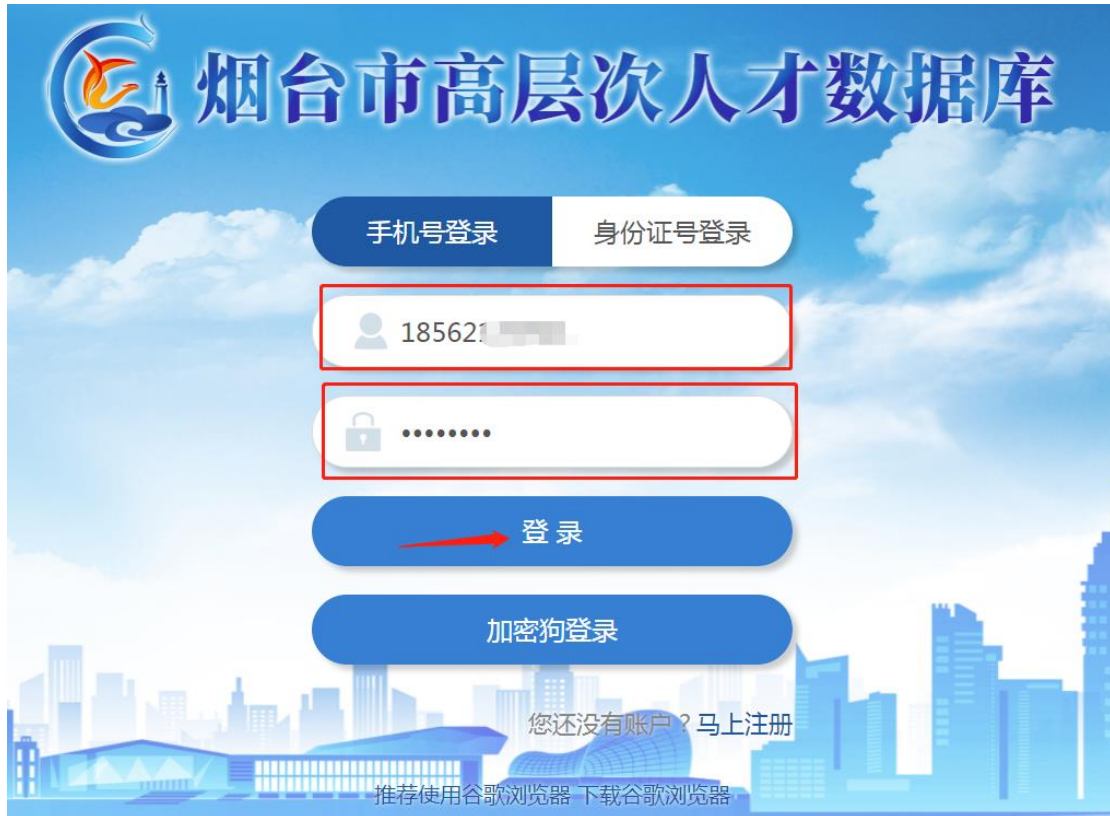 烟台市高层次人才数据库
手机号登录 身份证号登录
18562
••••••••
登 录
加密狗登录
您还没有账户？马上注册
推荐使用谷歌浏览器 下载谷歌浏览器